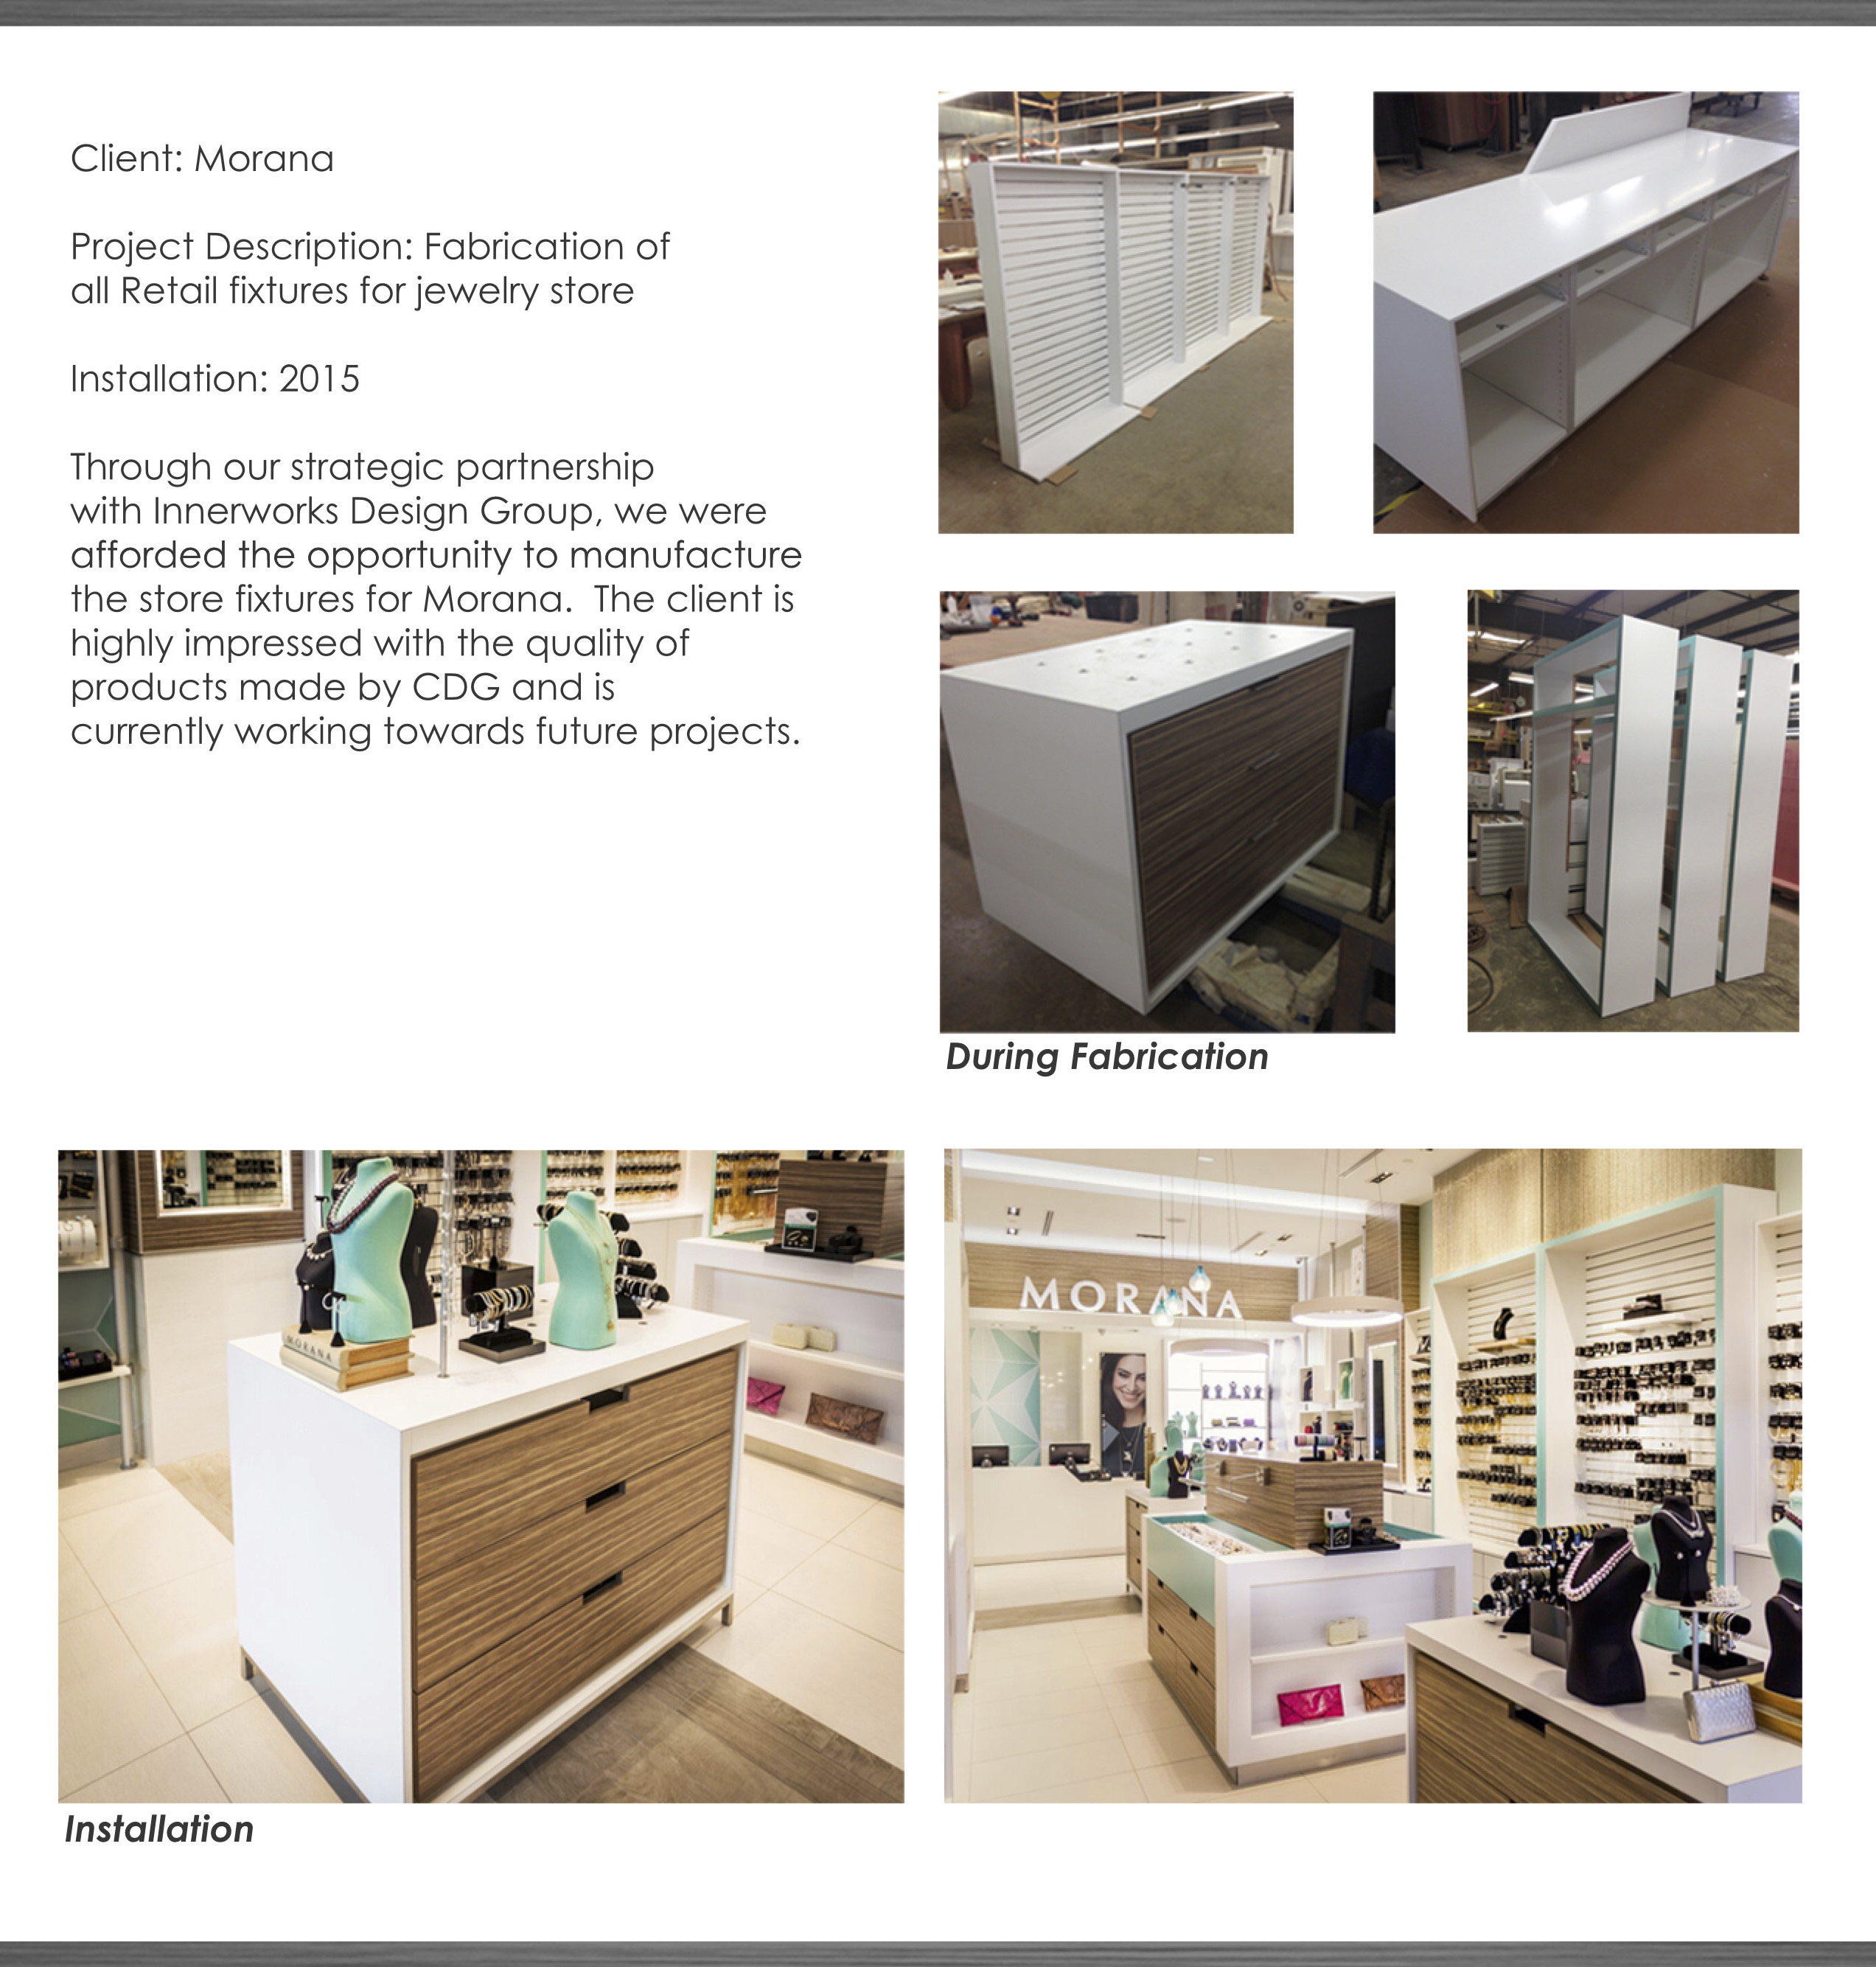 Client: Morana
Project Description: Fabrication of
all Retail fixtures for jewelry store
Installation: 2015
Through our strategic partnership
with Innerworks Design Group, we were
afforded the opportunity to manufacture
the store fixtures for Morana.  The client is
highly impressed with the quality of
products made by CDG and is
currently working towards future projects.
During Fabrication
MORANA
MORANA
Installation